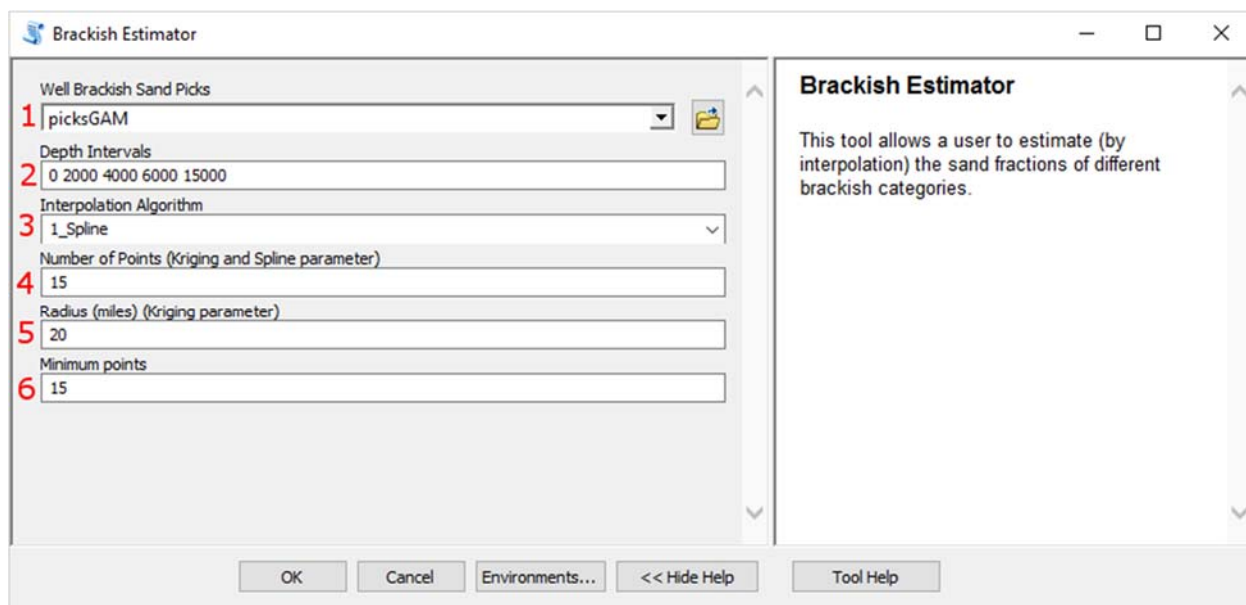 Brackish Estimator
Well Brackish Sand Picks
1 picksGAM
Depth Intervals
2 0 2000 4000 6000 15000
Interpolation Algorithm
3 1_Spline
Number of Points (Kriging and Spline parameter)
4 15
Radius (miles) (Kriging parameter)
5 20
Minimum points
6 15
Brackish Estimator
This tool allows a user to estimate (by
interpolation) the sand fractions of different
brackish categories.
OK Cancel Environments... << Hide Help Tool Help